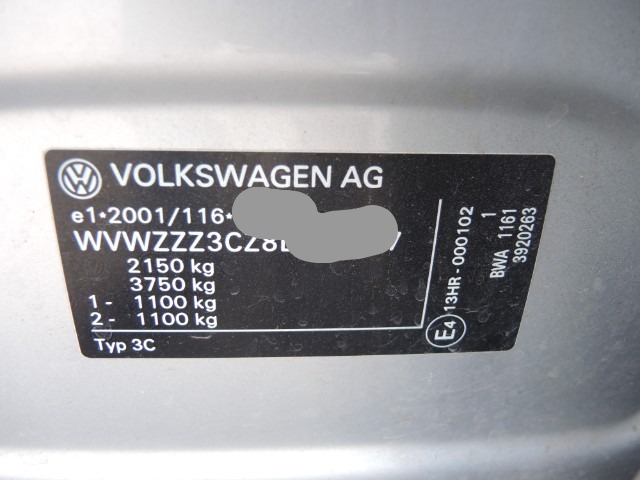 VOLKSWAGEN AG
e1*2001/116*
WVWZZZ3CZ8 7
2150 kg
3750 kg
1- 1100 kg
2- 1100 kg
Typ 3C
E4 13HR-000102
1
BWA 1161
3920263